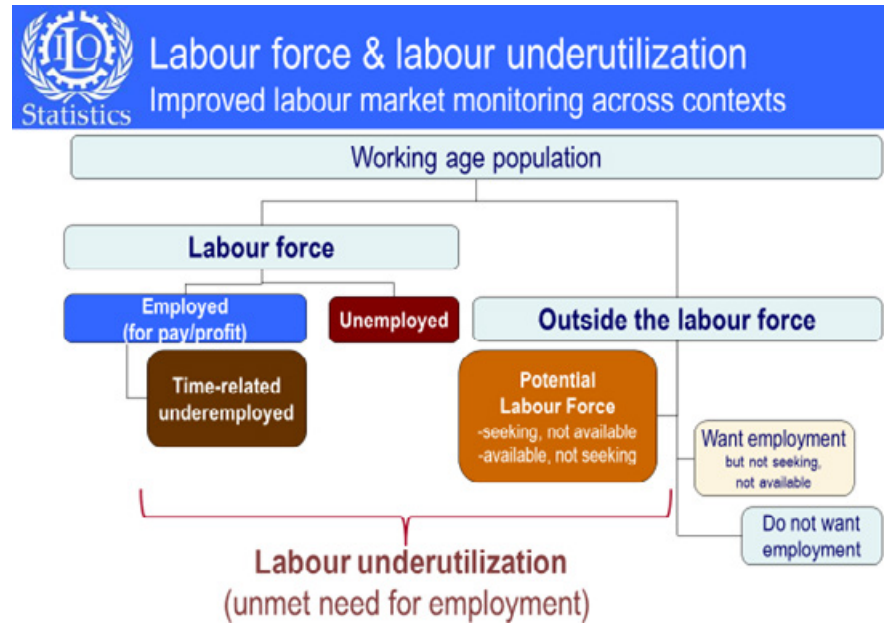 ILO
Statistics
Labour force & labour underutilization
Improved labour market monitoring across contexts
Working age population
Labour force
Employed
(for pay/profit)
Unemployed
Time-related
underemployed
Outside the labour force
Potential
Labour Force
-seeking, not available
-available, not seeking
Want employment
but not seeking,
not available
Do not want
employment
Labour underutilization
(unmet need for employment)